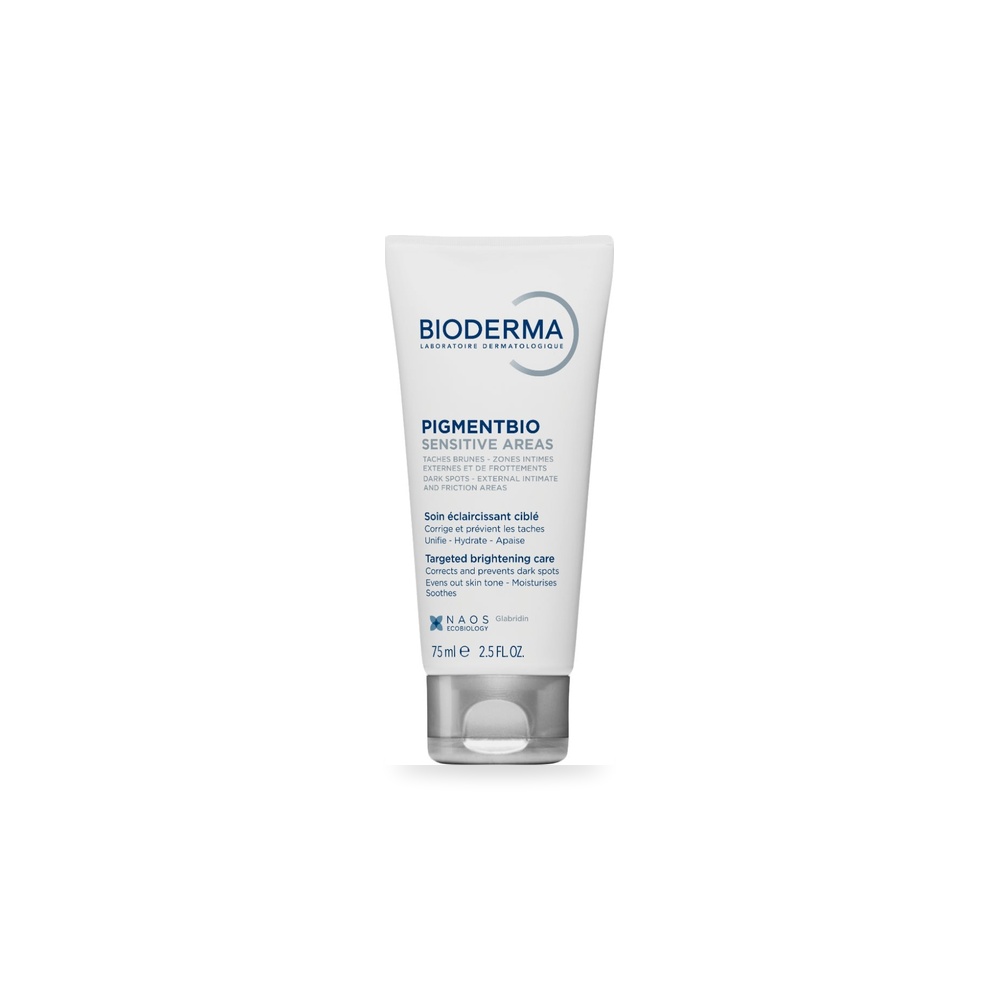 BIODERMA
LABORATOIRE DERMATOLOGIQUE
PIGMENTBIO
SENSITIVE AREAS
TACHES BRUNES - ZONES INTIMES
EXTERNES ET DE FROTTEMENTS
DARK SPOTS - EXTERNAL INTIMATE
AND FRICTION AREAS
Soin éclaircissant ciblé
Corrige et prévient les taches
Unifie - Hydrate - Apaise
Targeted brightening care
Corrects and prevents dark spots
Evens out skin tone - Moisturises
Soothes
NAOS Glabridin
ECOBIOLOGY
75 ml e 2.5 FL.OZ.